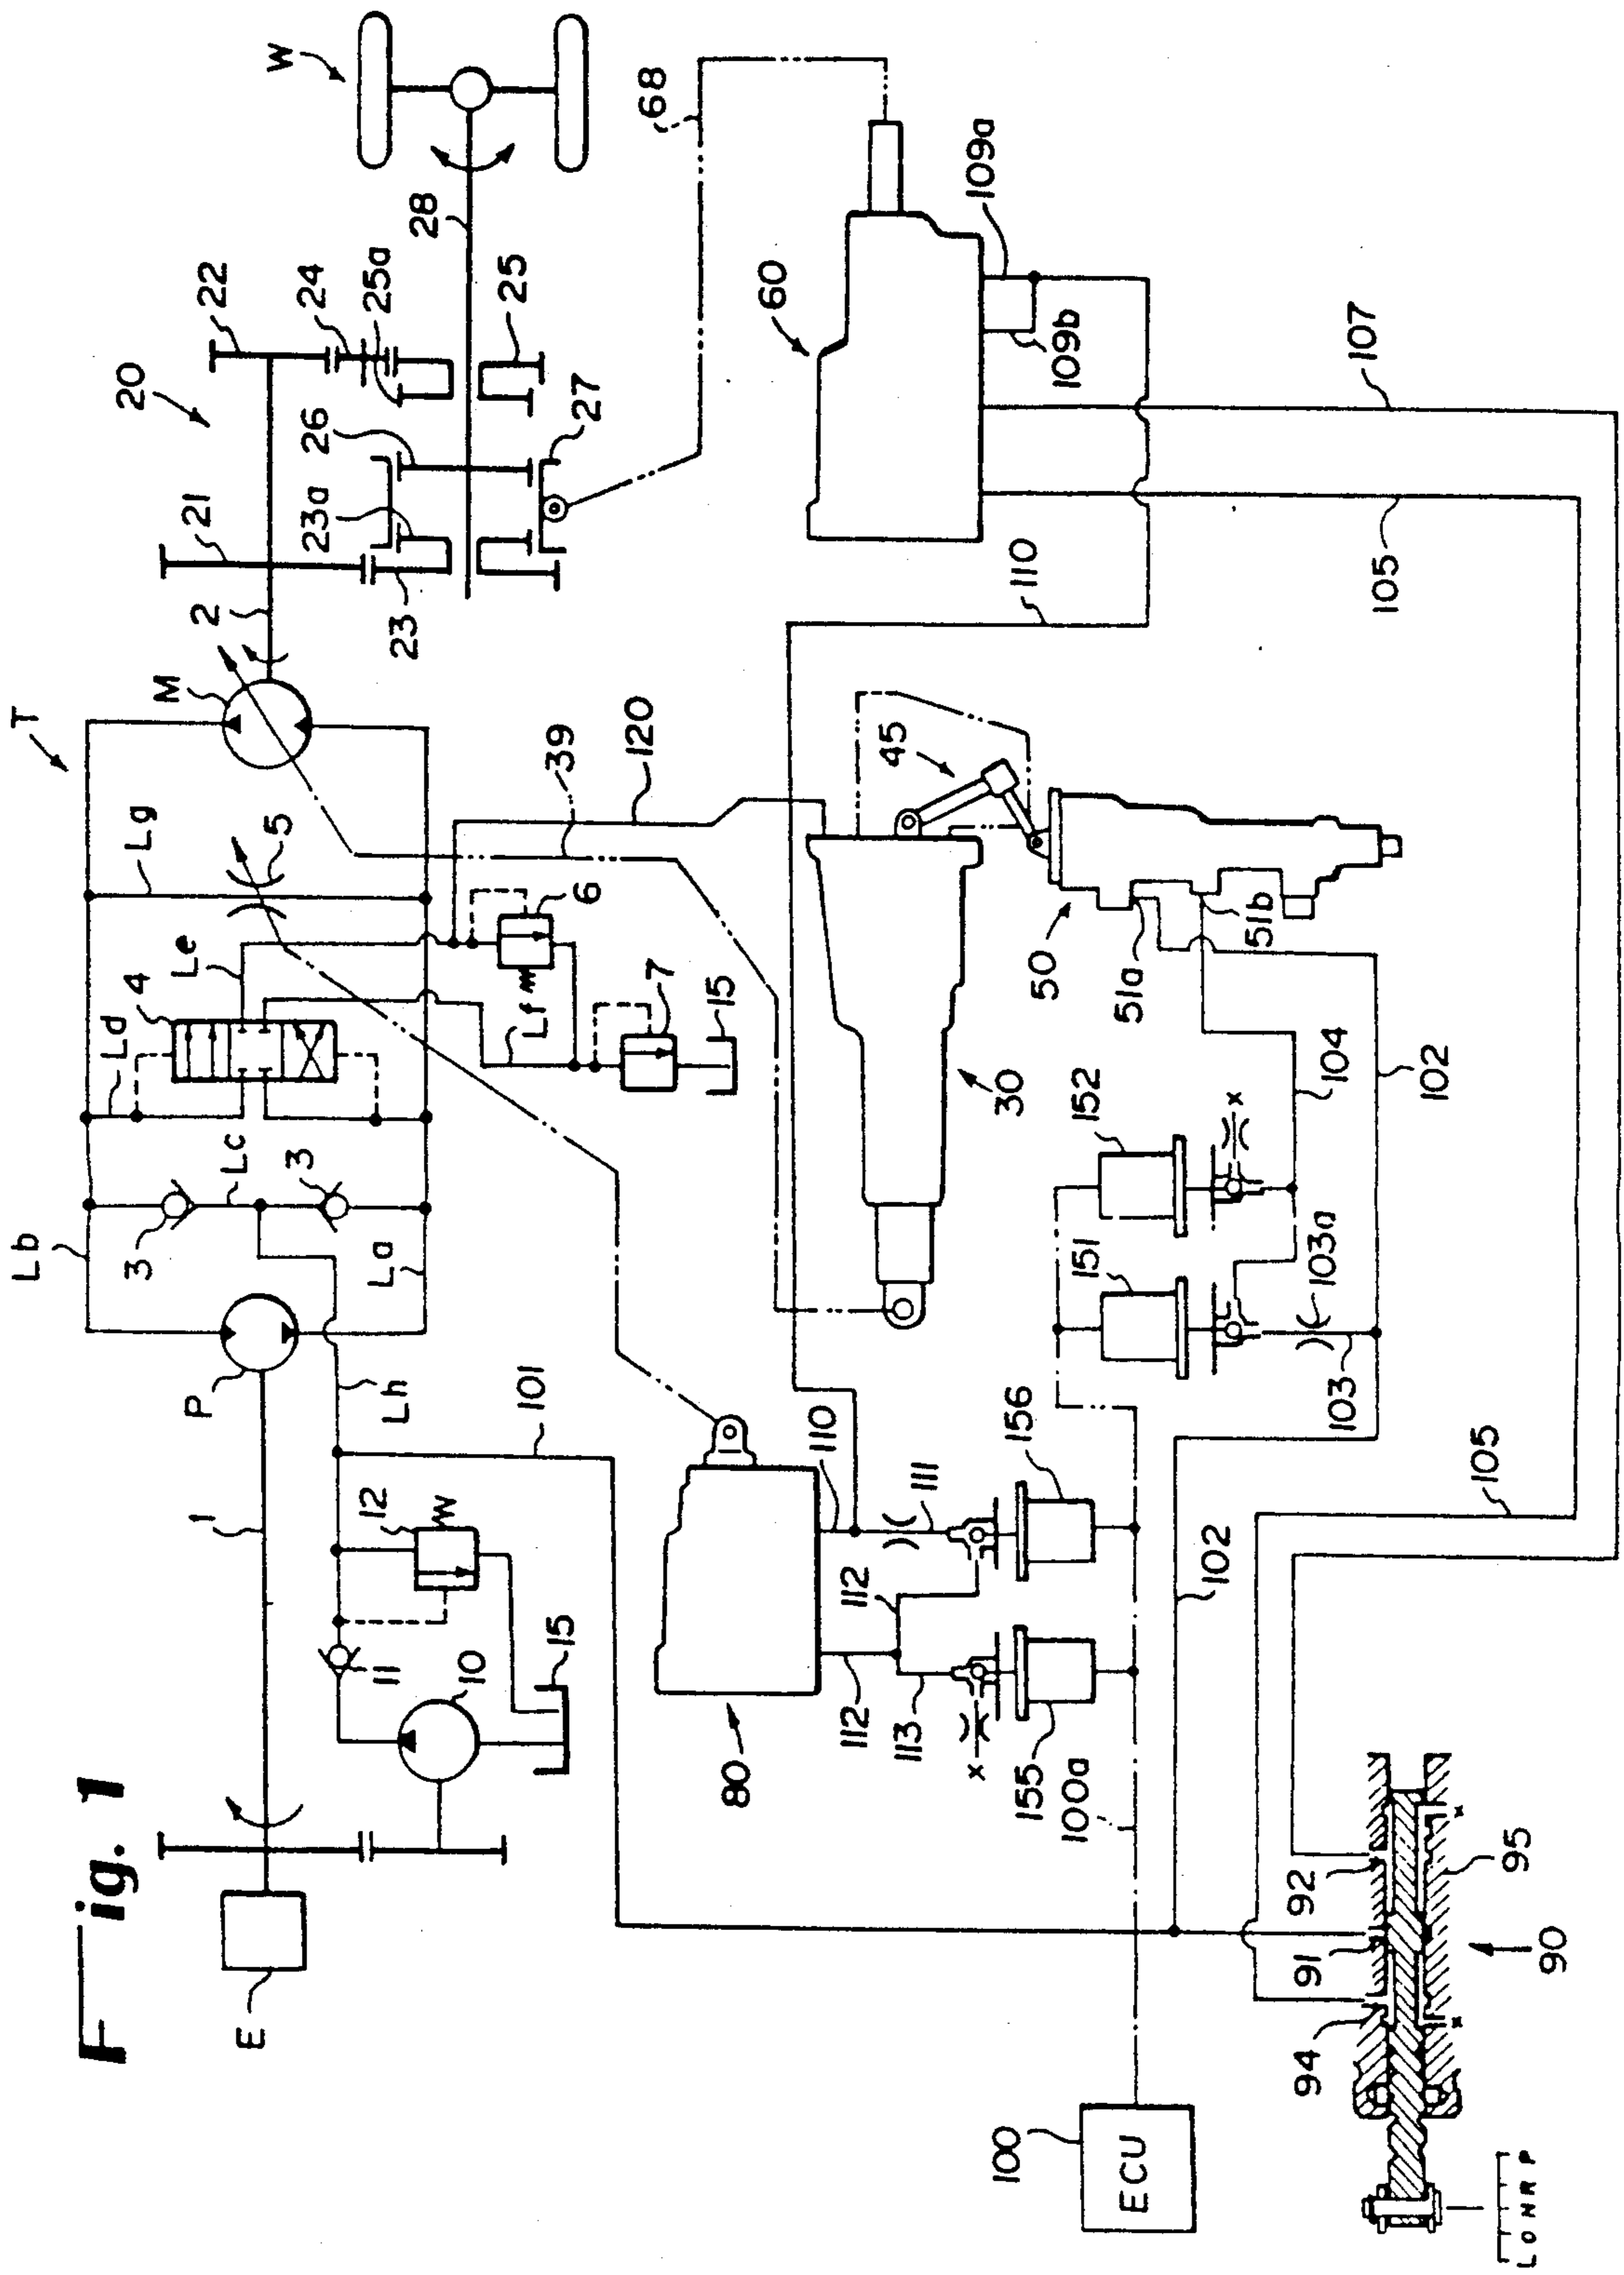 Fig. 1
T
W
20
22
21
24
25a
26
23a
2
M
28
25
27
23
68
Lg
5
Le
4
Ld
Lc
3
3
Lb
La
P
Lh
1
101
12
11
10
15
E
6
Lf
7
15
120
39
45
30
50
51a
51b
60
109a
109b
110
107
105
152
x
104
102
151
103a
103
80
110
111
156
112
112
113
x
155
100a
102
105
100
ECU
94
91
92
x
x
95
90
L D N R P